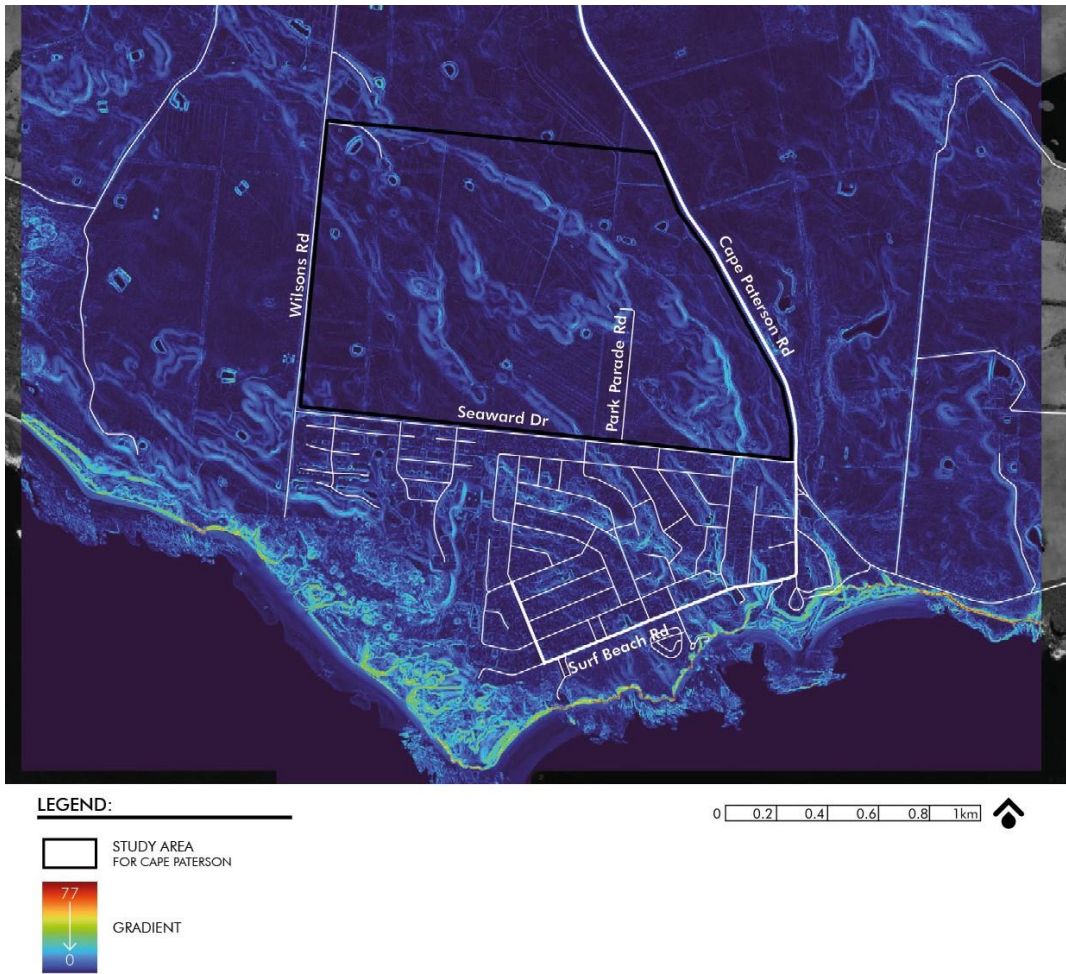 Wilsons Rd
Cape Paterson Rd
Park Parade Rd
Seaward Dr
Surf Beach Rd
LEGEND:
STUDY AREA
FOR CAPE PATERSON
77
0
GRADIENT
0 0.2 0.4 0.6 0.8 1km